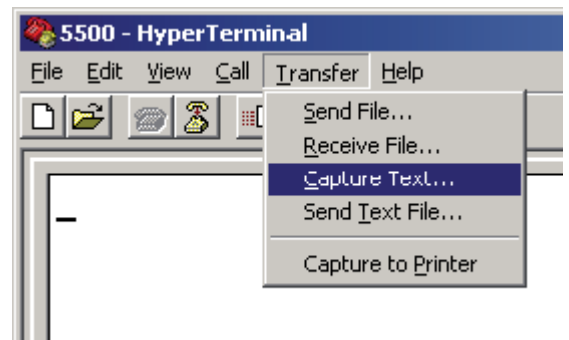 5500 - HyperTerminal
File Edit View Call Transfer Help
Send File...
Receive File...
Capture Text...
Send Text File...
Capture to Printer